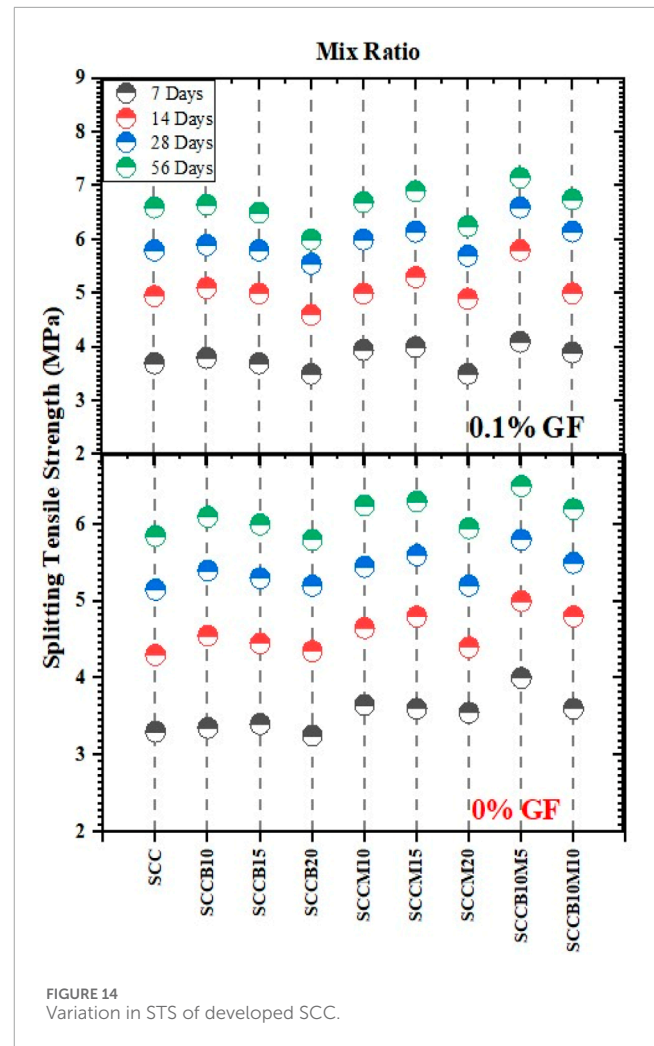 Mix Ratio
9
8
7
6
5
4
3
2
7 Days
14 Days
28 Days
56 Days
0.1% GF
6
5
4
3
2
0% GF
Splitting Tensile Strength (MPa)
SCC
SCCB10
SCCB15
SCCB20
SCCM10
SCCM15
SCCM20
SCCB10M5
SCCB10M10
FIGURE 14
Variation in STS of developed SCC.